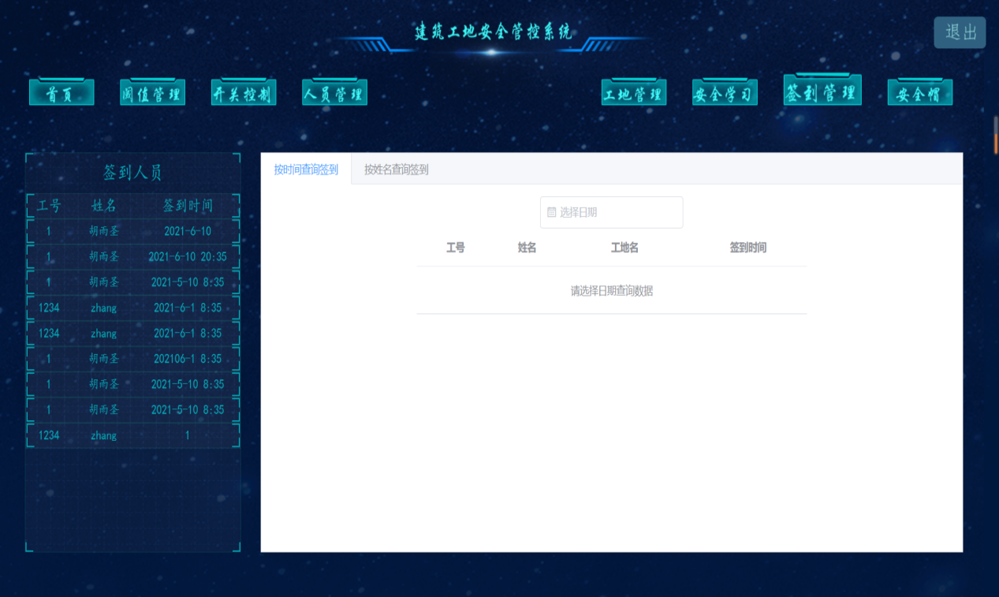 建筑工地安全管控系统
退出
首页 阈值管理 开关控制 人员管理 工地管理 安全学习 签到管理 安全帽
签到人员
工号 姓名 签到时间
1 胡雨圣 2021-6-10
1 胡雨圣 2021-6-10 20:35
1 胡雨圣 2021-5-10 8:35
1234 zhang 2021-6-1 8:35
1234 zhang 2021-6-1 8:35
1 胡雨圣 202106-1 8:35
1 胡雨圣 2021-5-10 8:35
1 胡雨圣 2021-5-10 8:35
1234 zhang 1
按时间查询签到 按姓名查询签到
选择日期
工号 姓名 工地名 签到时间
请选择日期查询数据